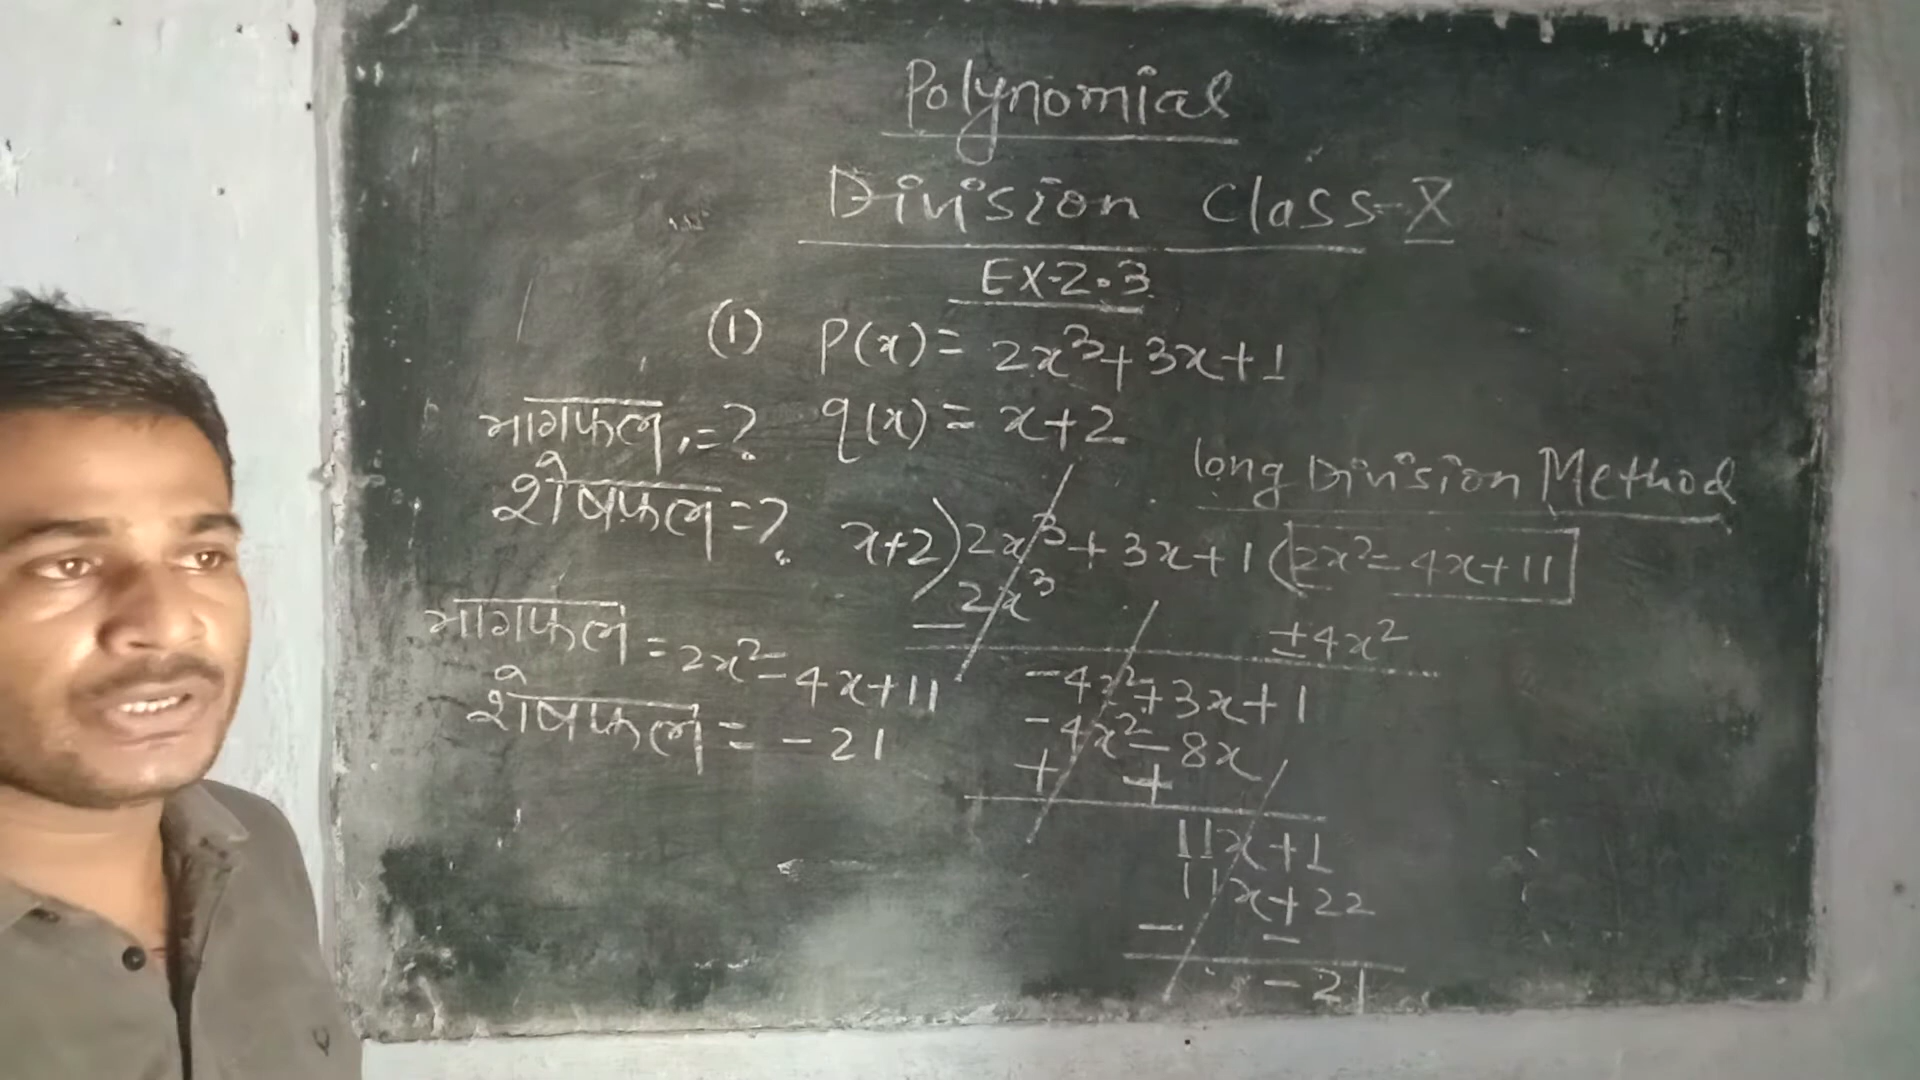 Polynomial
Division Class-X
EX-2.3
(1) P(x) = 2x³+3x+1
भागफल, =? q(x) = x+2
शेषफल =?
Long Division Method
x+2)2x³+3x+1(2x²-4x+11
2x³ ±4x²
-
-4x²+3x+1
-4x²-8x
+ +
11x+1
11x+22
- -
-21
भागफल = 2x²-4x+11
शेषफल = -21